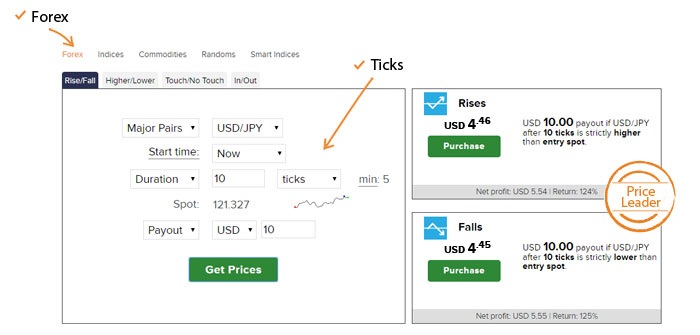 ✓ Forex
Forex Indices Commodities Randoms Smart Indices
✓ Ticks
Rise/Fall Higher/Lower Touch/No Touch In/Out
Major Pairs USD/JPY
Start time: Now
Duration 10 ticks min: 5
Spot: 121.327
Payout USD 10
Get Prices
Rises
USD 4.46
Purchase
USD 10.00 payout if USD/JPY
after 10 ticks is strictly higher
than entry spot.
Net profit: USD 5.54 | Return: 124%
Price
Leader
Falls
USD 4.45
Purchase
USD 10.00 payout if USD/JPY
after 10 ticks is strictly lower than
entry spot.
Net profit: USD 5.55 | Return: 125%